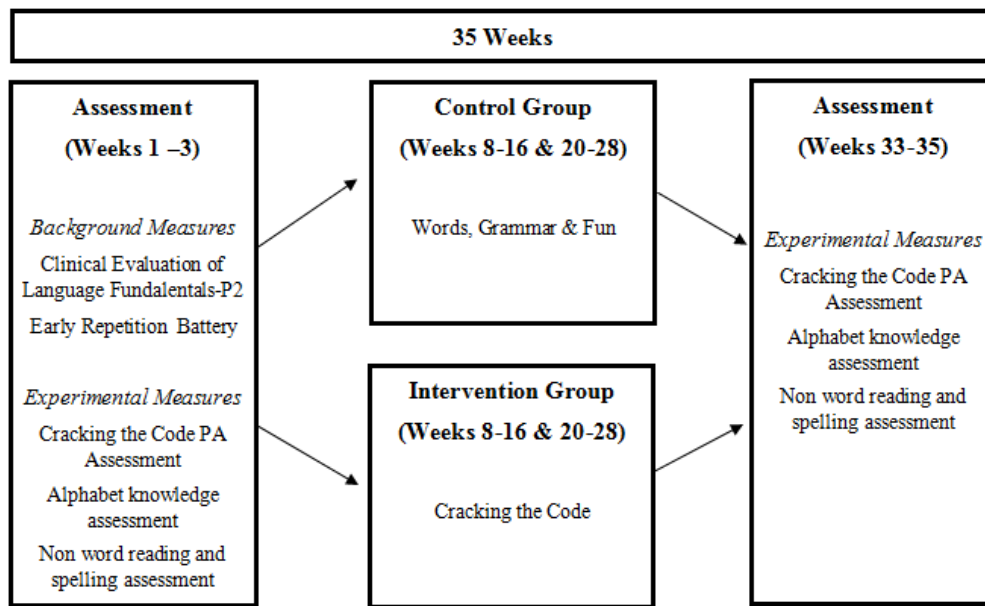 35 Weeks
Assessment
(Weeks 1 –3)
Background Measures
Clinical Evaluation of
Language Fundalentals-P2
Early Repetition Battery
Experimental Measures
Cracking the Code PA
Assessment
Alphabet knowledge
assessment
Non word reading and
spelling assessment
Control Group
(Weeks 8-16 & 20-28)
Words, Grammar & Fun
Intervention Group
(Weeks 8-16 & 20-28)
Cracking the Code
Assessment
(Weeks 33-35)
Experimental Measures
Cracking the Code PA
Assessment
Alphabet knowledge
assessment
Non word reading and
spelling assessment